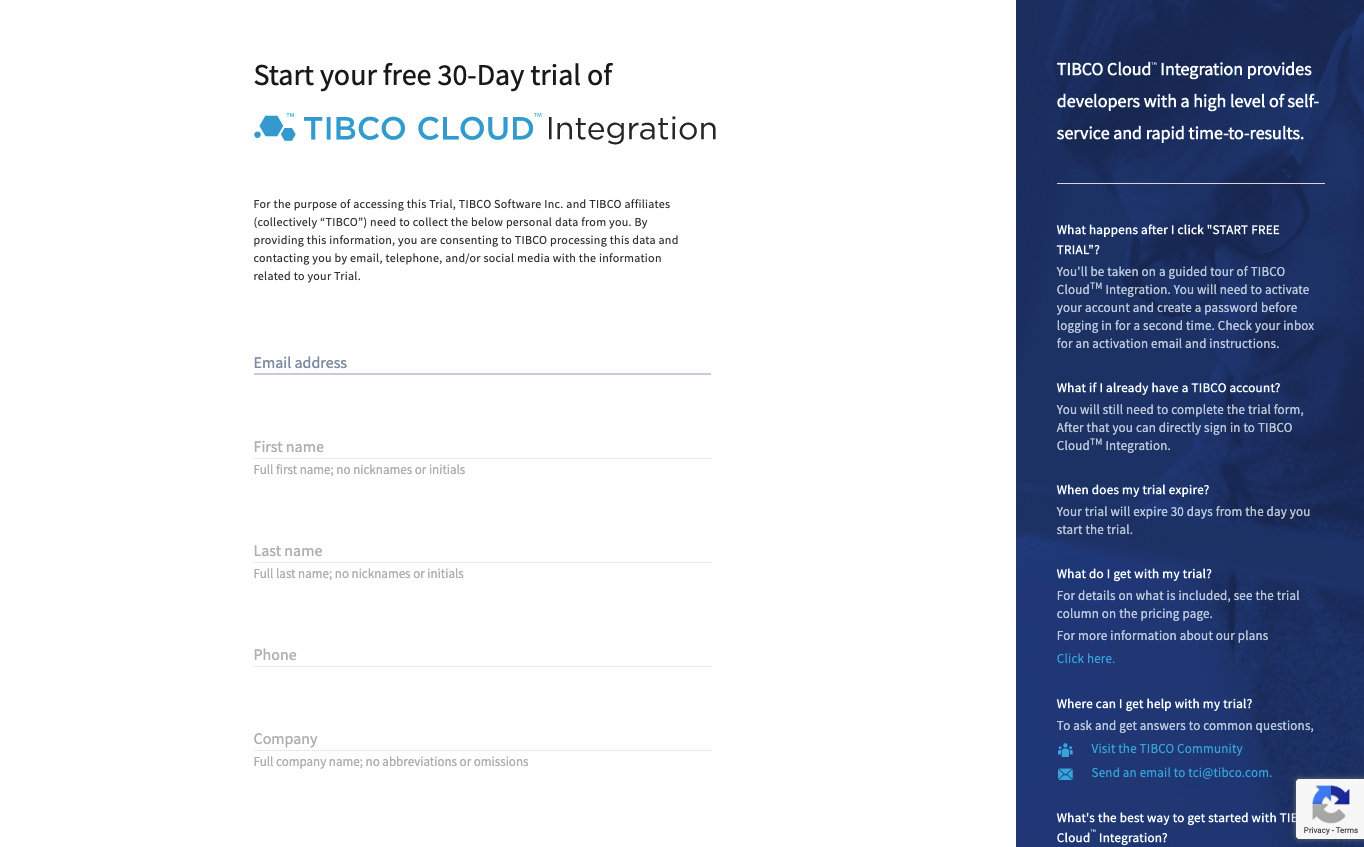 Start your free 30-Day trial of
TIBCO CLOUD™ Integration
For the purpose of accessing this Trial, TIBCO Software Inc. and TIBCO affiliates
(collectively “TIBCO”) need to collect the below personal data from you. By
providing this information, you are consenting to TIBCO processing this data and
contacting you by email, telephone, and/or social media with the information
related to your Trial.
Email address
First name
Full first name; no nicknames or initials
Last name
Full last name; no nicknames or initials
Phone
Company
Full company name; no abbreviations or omissions
TIBCO Cloud™ Integration provides
developers with a high level of self-
service and rapid time-to-results.
What happens after I click "START FREE
TRIAL"?
You'll be taken on a guided tour of TIBCO
Cloud™ Integration. You will need to activate
your account and create a password before
logging in for a second time. Check your inbox
for an activation email and instructions.
What if I already have a TIBCO account?
You will still need to complete the trial form,
After that you can directly sign in to TIBCO
Cloud™ Integration.
When does my trial expire?
Your trial will expire 30 days from the day you
start the trial.
What do I get with my trial?
For details on what is included, see the trial
column on the pricing page.
For more information about our plans
Click here.
Where can I get help with my trial?
To ask and get answers to common questions,
Visit the TIBCO Community
Send an email to tci@tibco.com.
What's the best way to get started with
Cloud™ Integration?
Privacy - Terms